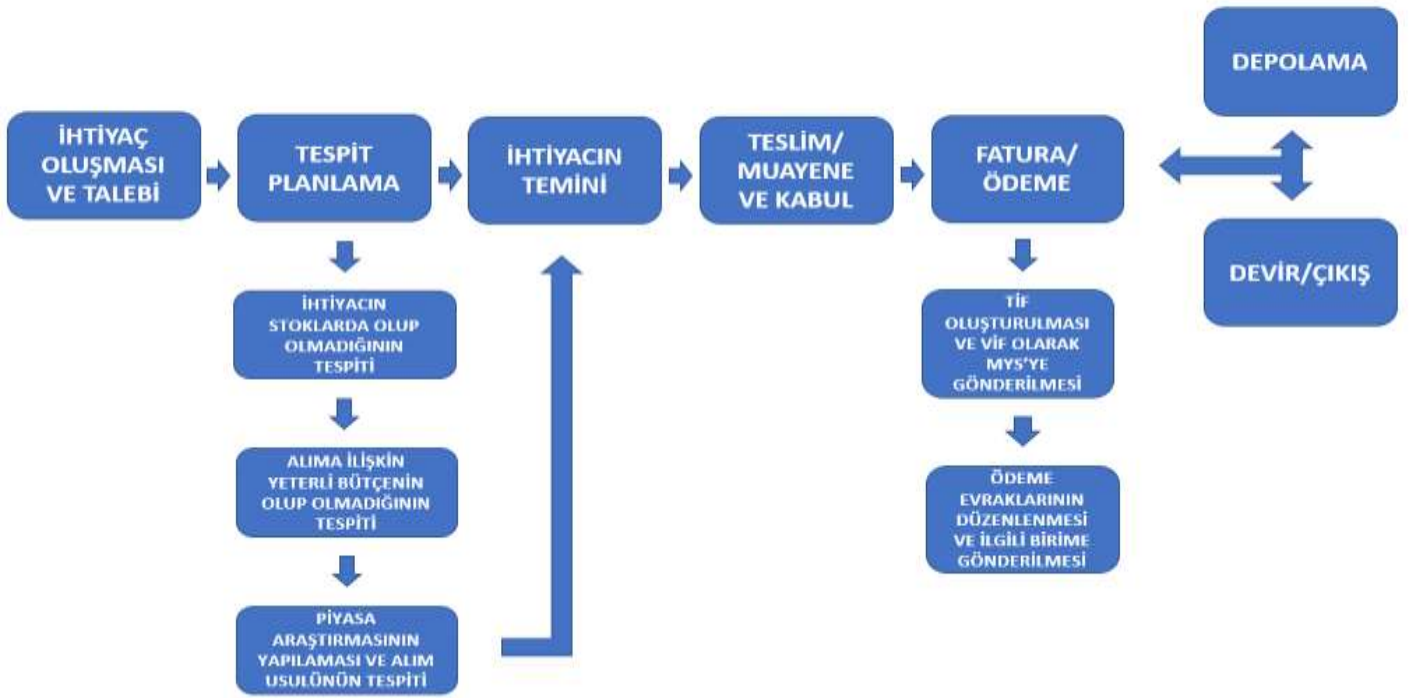 İHTİYAÇ
OLUŞMASI
VE TALEBİ
TESPİT
PLANLAMA
İHTİYACIN
TEMİNİ
TESLİM/
MUAYENE
VE KABUL
FATURA/
ÖDEME
DEPOLAMA
DEVİR/ÇIKIŞ
İHTİYACIN
STOKLARDA OLUP
OLMADIĞININ
TESPİTİ
ALIMA İLİŞKİN
YETERLİ BÜTÇENİN
OLUP OLMADIĞININ
TESPİTİ
PİYASA
ARAŞTIRMASININ
YAPILAMASI VE ALIM
USULÜNÜN TESPİTİ
TİF
OLUŞTURULMASI
VE VİF OLARAK
MYS'YE
GÖNDERİLMESİ
ÖDEME
EVRAKLARININ
DÜZENLENMESİ
VE İLGİLİ BİRİME
GÖNDERİLMESİ